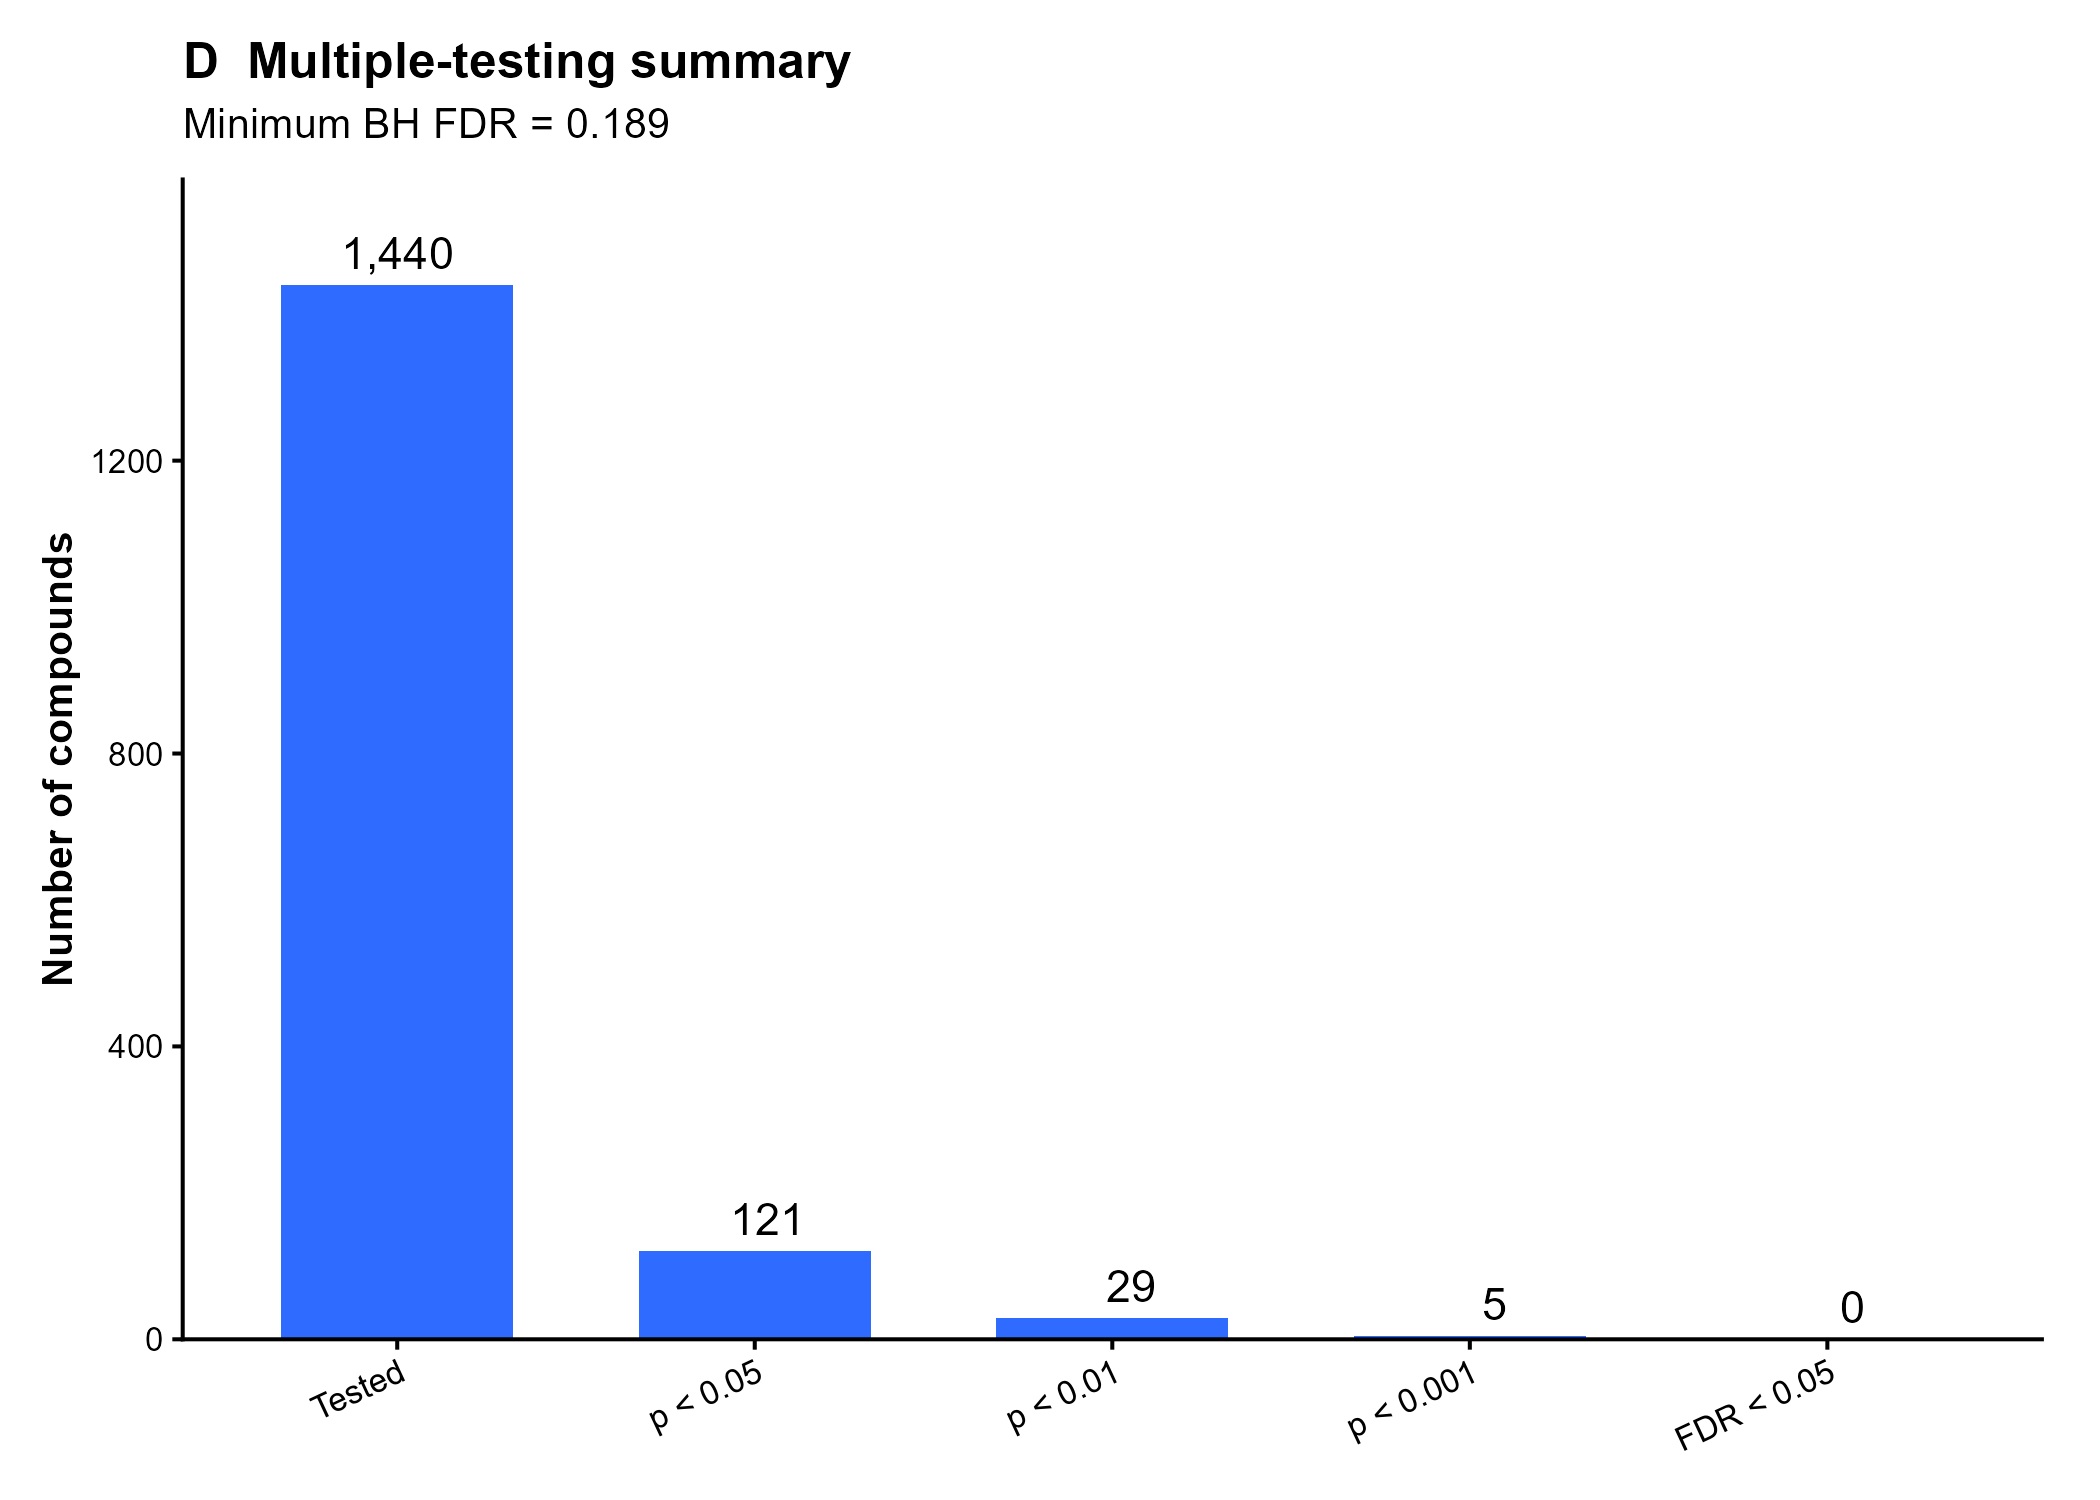 D  Multiple-testing summary
Minimum BH FDR = 0.189
Number of compounds
1200
800
400
0
1,440
121
29
5
0
Tested
p < 0.05
p < 0.01
p < 0.001
FDR < 0.05